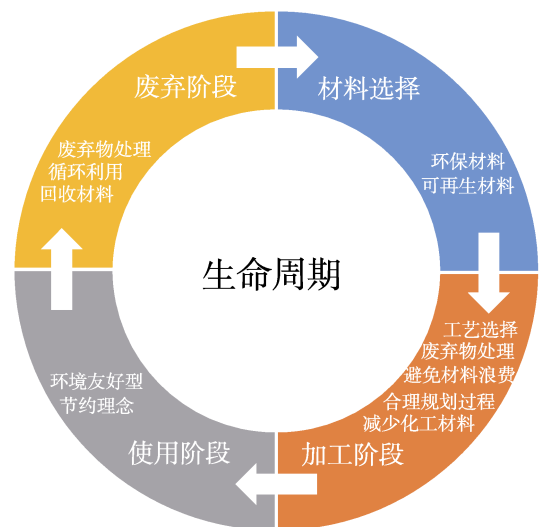 废弃阶段
废弃物处理
循环利用
回收材料
材料选择
环保材料
可再生材料
生命周期
工艺选择
废弃物处理
避免材料浪费
合理规划过程
减少化工材料
加工阶段
环境友好型
节约理念
使用阶段